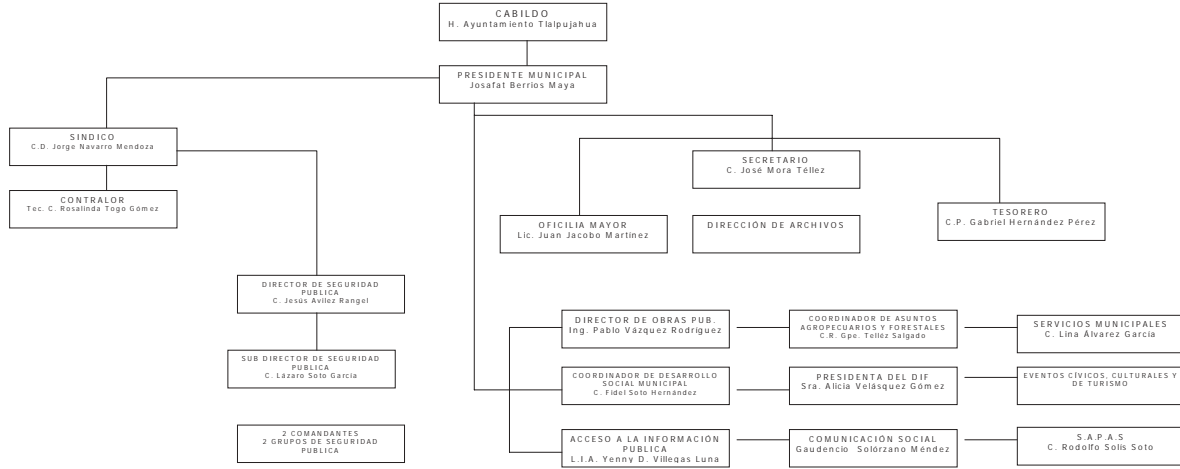 CABILDO
H. Ayuntamiento Tlalpujahua
PRESIDENTE MUNICIPAL
Josafat Berrios Maya
SINDICO
C.D. Jorge Navarro Mendoza
CONTRALOR
Tec. C. Rosalinda Togo Gómez
SECRETARIO
C. José Mora Téllez
OFICILIA MAYOR
Lic. Juan Jacobo Martínez
DIRECCIÓN DE ARCHIVOS
TESORERO
C.P. Gabriel Hernández Pérez
DIRECTOR DE SEGURIDAD
PUBLICA
C. Jesús Avilez Rangel
SUB DIRECTOR DE SEGURIDAD
PUBLICA
C. Lázaro Soto García
2 COMANDANTES
2 GRUPOS DE SEGURIDAD
PUBLICA
DIRECTOR DE OBRAS PUB.
Ing. Pablo Vázquez Rodríguez
COORDINADOR DE ASUNTOS
AGROPECUARIOS Y FORESTALES
C.R. Gpe. Telléz Salgado
SERVICIOS MUNICIPALES
C. Lina Álvarez García
COORDINADOR DE DESARROLLO
SOCIAL MUNICIPAL
C. Fidel Soto Hernández
PRESIDENTA DEL DIF
Sra. Alicia Velásquez Gómez
EVENTOS CÍVICOS, CULTURALES Y
DE TURISMO
ACCESO A LA INFORMACIÓN
PUBLICA
L.I.A. Yenny D. Villegas Luna
COMUNICACIÓN SOCIAL
Gaudencio Solórzano Méndez
S.A.P.A.S
C. Rodolfo Solís Soto